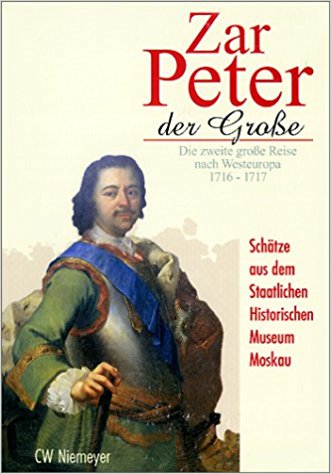 Zar
Peter
der Große
Die zweite große Reise
nach Westeuropa
1716 - 1717
Schätze
aus dem
Staatlichen
Historischen
Museum
Moskau
CW Niemeyer